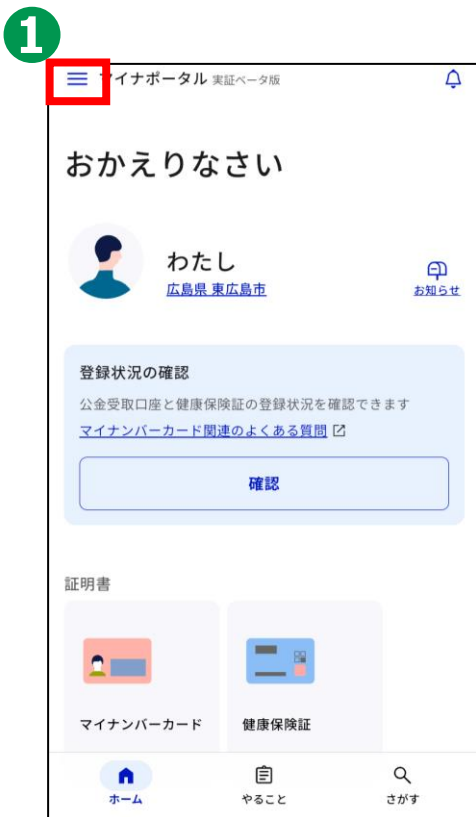 1
マイナポータル 実証ベータ版
おかえりなさい
わたし
広島県 東広島市
お知らせ
登録状況の確認
公金受取口座と健康保険証の登録状況を確認できます
マイナンバーカード関連のよくある質問
確認
証明書
マイナンバーカード
健康保険証
ホーム
やること
さがす